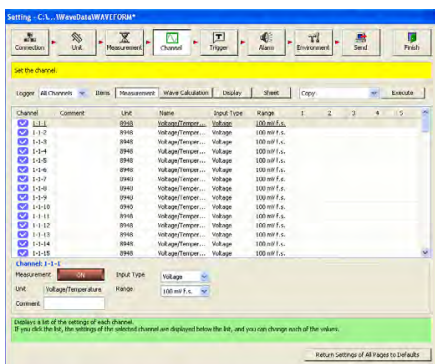 Setting - C:\...\WaveData\WAVEFORM*
Connection Unit Measurement Channel Trigger Alarm Environment Send Finish
Set the channel.
Logger All Channels Items Measurement Wave Calculation Display Sheet Copy Execute
Channel Comment Unit Name Input Type Range 1 2 3 4 5
1-1-1 8948 Voltage/Temper... Voltage 100 mV f.s.
1-1-2 8948 Voltage/Temper... Voltage 100 mV f.s.
1-1-3 8948 Voltage/Temper... Voltage 100 mV f.s.
1-1-4 8948 Voltage/Temper... Voltage 100 mV f.s.
1-1-5 8948 Voltage/Temper... Voltage 100 mV f.s.
1-1-6 8948 Voltage/Temper... Voltage 100 mV f.s.
1-1-7 8948 Voltage/Temper... Voltage 100 mV f.s.
1-1-8 8948 Voltage/Temper... Voltage 100 mV f.s.
1-1-9 8948 Voltage/Temper... Voltage 100 mV f.s.
1-1-10 8948 Voltage/Temper... Voltage 100 mV f.s.
1-1-11 8948 Voltage/Temper... Voltage 100 mV f.s.
1-1-12 8948 Voltage/Temper... Voltage 100 mV f.s.
1-1-13 8948 Voltage/Temper... Voltage 100 mV f.s.
1-1-14 8948 Voltage/Temper... Voltage 100 mV f.s.
1-1-15 8948 Voltage/Temper... Voltage 100 mV f.s.
Channel: 1-1-1
Measurement ON Input Type Voltage
Unit Voltage/Temperature Range 100 mV f.s.
Comment
Displays a list of the settings of each channel.
If you click the list, the settings of the selected channel are displayed below the list, and you can change each of the values.
Return Settings of All Pages to Defaults